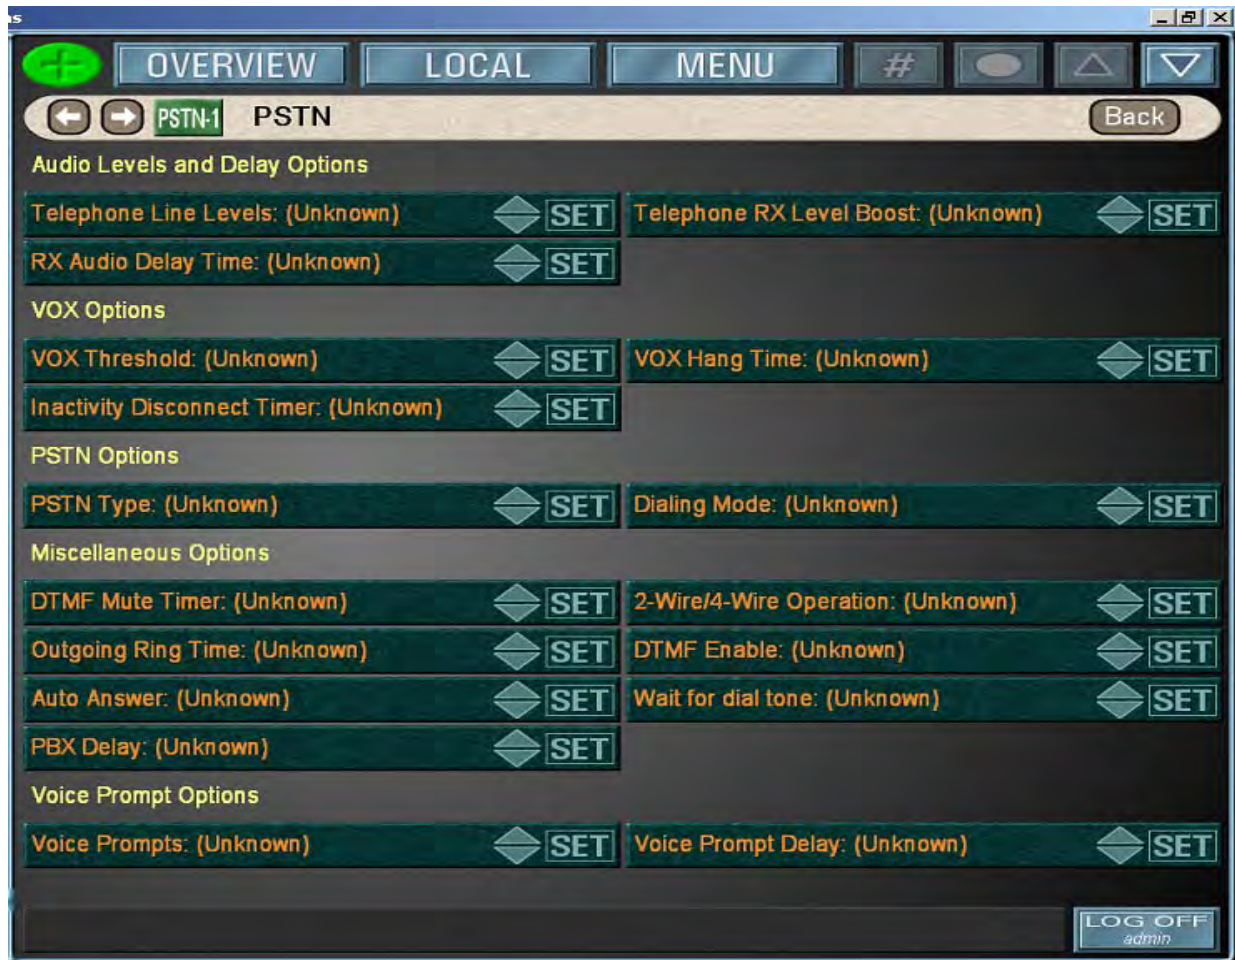 ns
OVERVIEW LOCAL MENU #
PSTN-1 PSTN Back
Audio Levels and Delay Options
Telephone Line Levels: (Unknown) SET Telephone RX Level Boost: (Unknown) SET
RX Audio Delay Time: (Unknown) SET
VOX Options
VOX Threshold: (Unknown) SET VOX Hang Time: (Unknown) SET
Inactivity Disconnect Timer: (Unknown) SET
PSTN Options
PSTN Type: (Unknown) SET Dialing Mode: (Unknown) SET
Miscellaneous Options
DTMF Mute Timer: (Unknown) SET 2-Wire/4-Wire Operation: (Unknown) SET
Outgoing Ring Time: (Unknown) SET DTMF Enable: (Unknown) SET
Auto Answer: (Unknown) SET Wait for dial tone: (Unknown) SET
PBX Delay: (Unknown) SET
Voice Prompt Options
Voice Prompts: (Unknown) SET Voice Prompt Delay: (Unknown) SET
LOG OFF
admin